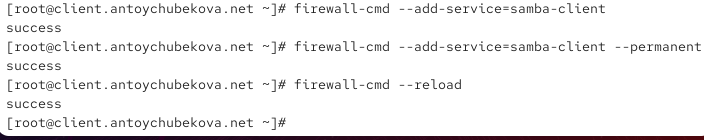 [root@client.antoychubekova.net ~]# firewall-cmd --add-service=samba-client
success
[root@client.antoychubekova.net ~]# firewall-cmd --add-service=samba-client --permanent
success
[root@client.antoychubekova.net ~]# firewall-cmd --reload
success
[root@client.antoychubekova.net ~]#